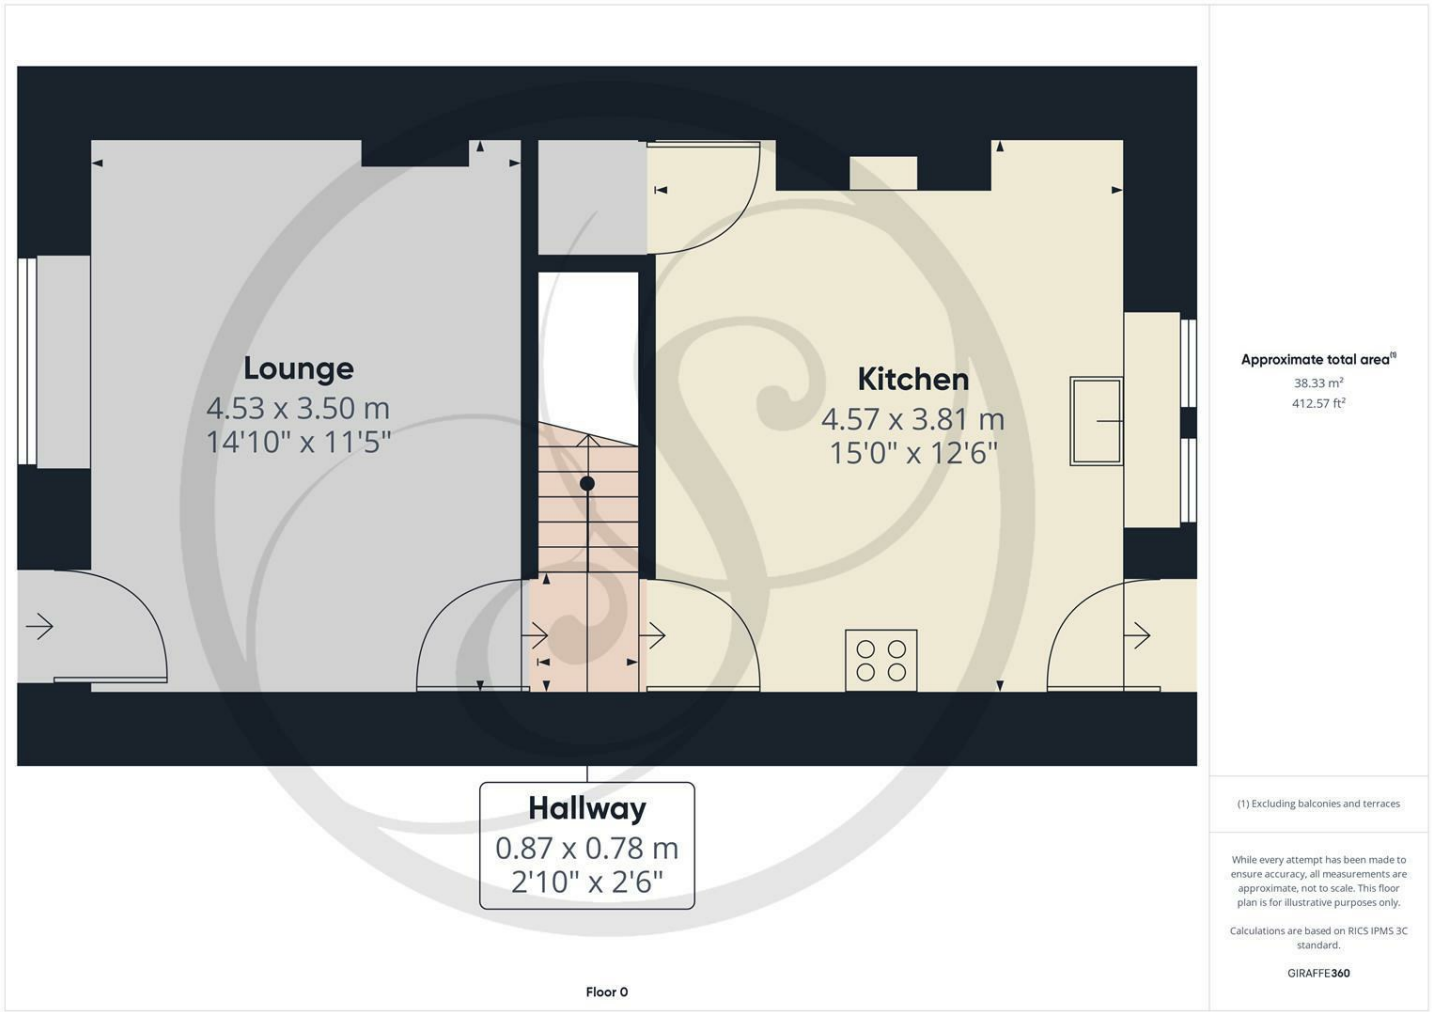 Lounge
4.53 x 3.50 m
14'10" x 11'5"
Kitchen
4.57 x 3.81 m
15'0" x 12'6"
Hallway
0.87 x 0.78 m
2'10" x 2'6"
Floor 0
Approximate total area(1)
38.33 m²
412.57 ft²
(1) Excluding balconies and terraces
While every attempt has been made to
ensure accuracy, all measurements are
approximate, not to scale. This floor
plan is for illustrative purposes only.
Calculations are based on RICS IPMS 3C
standard.
GIRAFFE360